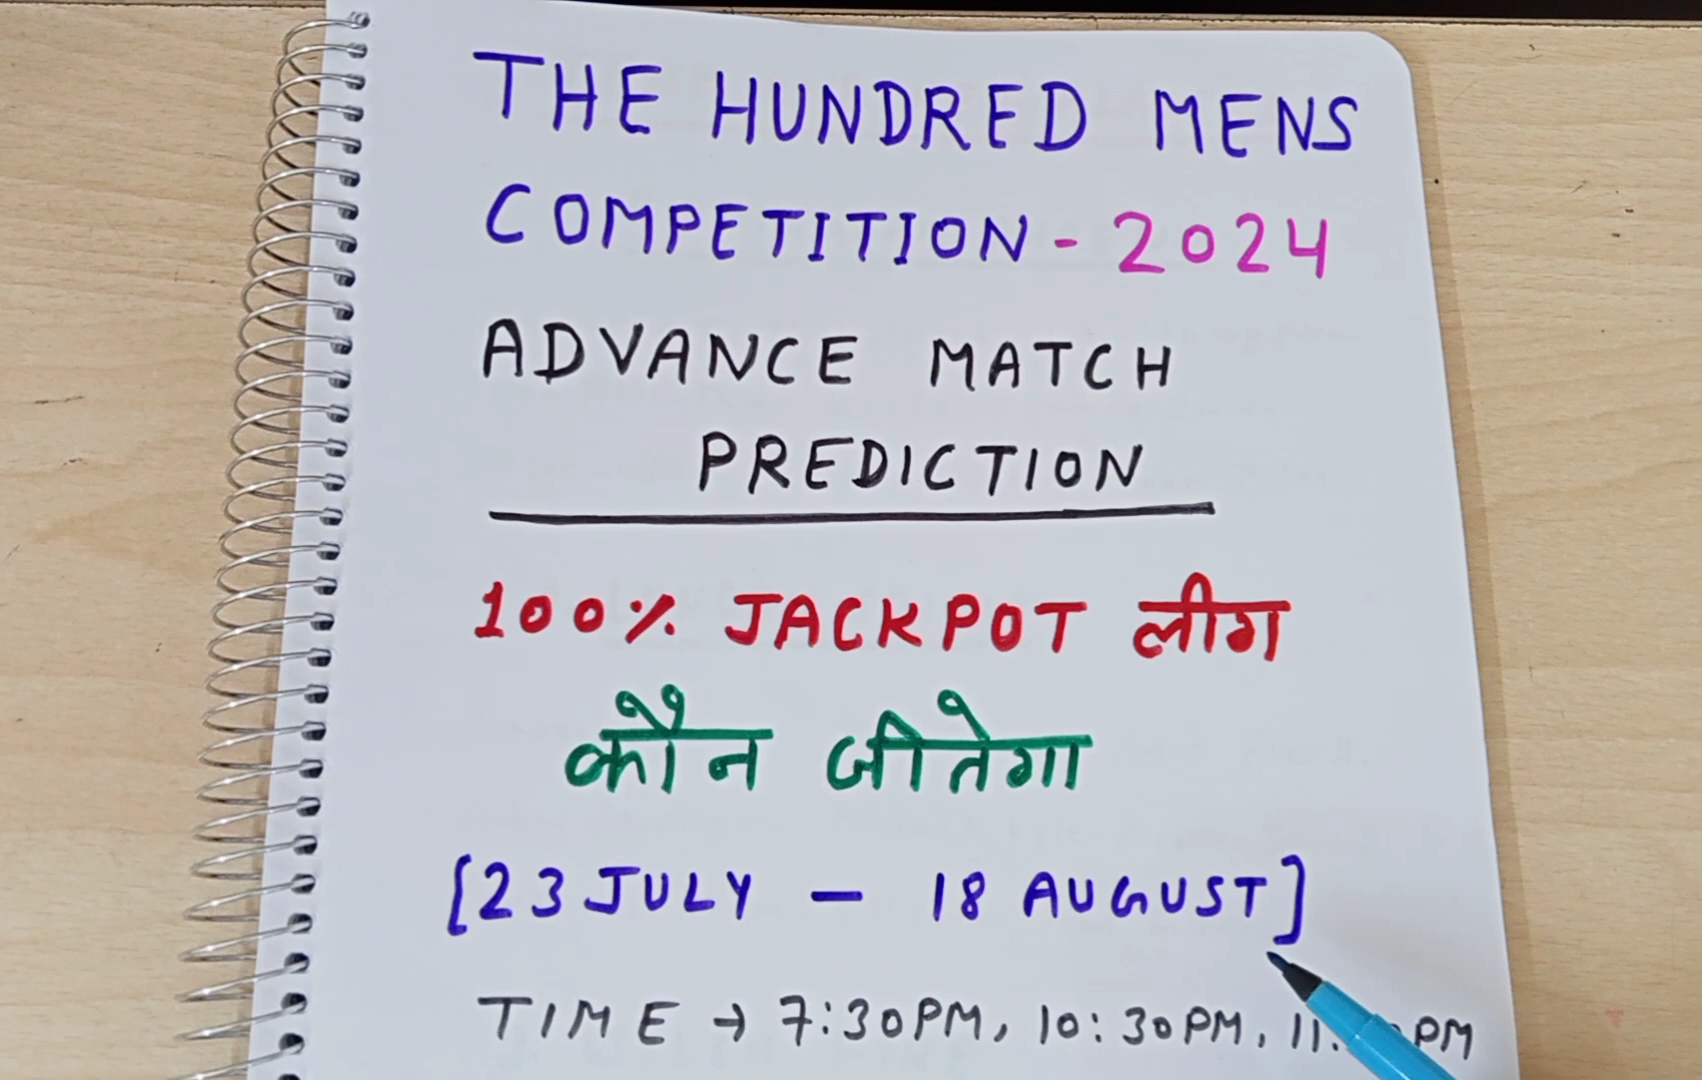 THE HUNDRED MENS
COMPETITION - 2024
ADVANCE MATCH
PREDICTION
100% JACKPOT लीग
कौन जीतेगा
[23 JULY - 18 AUGUST]
TIME → 7:30PM, 10:30PM, PM